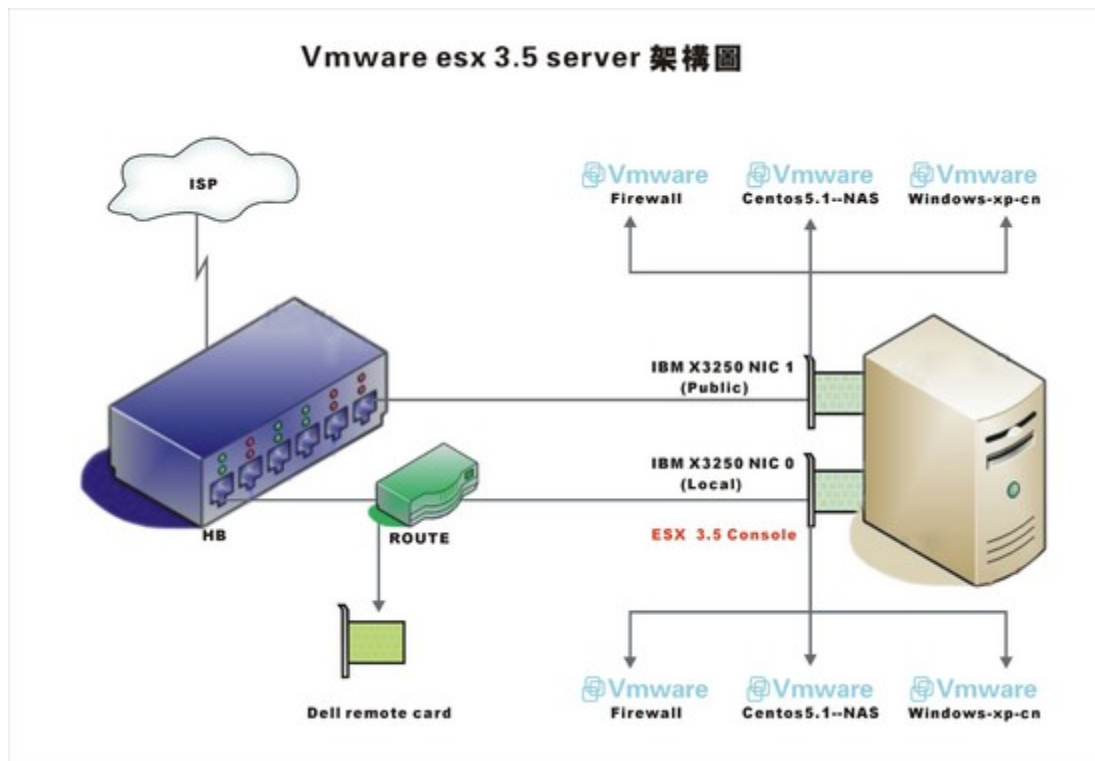 Vmware esx 3.5 server 架構圖
ISP
Vmware
Firewall
Vmware
Centos5.1--NAS
Vmware
Windows-xp-cn
IBM X3250 NIC 1
(Public)
IBM X3250 NIC 0
(Local)
HB
ROUTE
ESX 3.5 Console
Dell remote card
Vmware
Firewall
Vmware
Centos5.1--NAS
Vmware
Windows-xp-cn